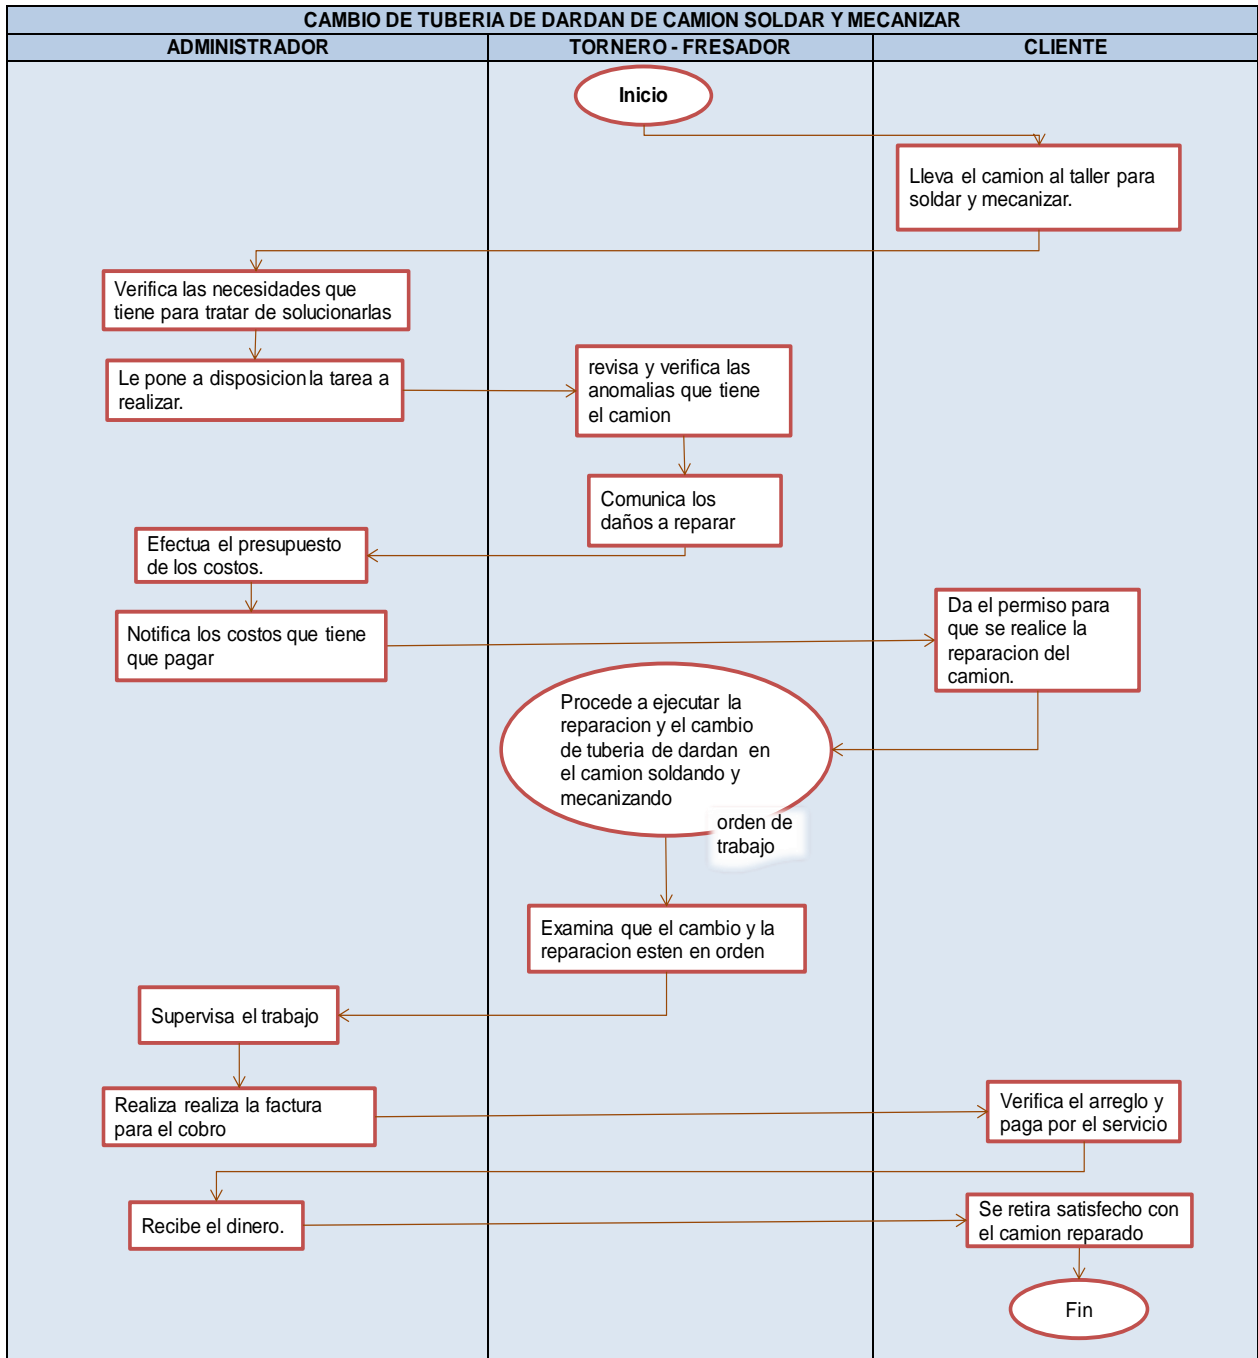 CAMBIO DE TUBERIA DE DARDAN DE CAMION SOLDAR Y MECANIZAR
ADMINISTRADOR
TORNERO - FRESADOR
CLIENTE
Inicio
Lleva el camion al taller para
soldar y mecanizar.
Verifica las necesidades que
tiene para tratar de solucionarlas
Le pone a disposicion la tarea a
realizar.
revisa y verifica las
anomalias que tiene
el camion
Comunica los
daños a reparar
Efectua el presupuesto
de los costos.
Notifica los costos que tiene
que pagar
Da el permiso para
que se realice la
reparacion del
camion.
Procede a ejecutar la
reparacion y el cambio
de tuberia de dardan en
el camion soldando y
mecanizando
orden de
trabajo
Examina que el cambio y la
reparacion esten en orden
Supervisa el trabajo
Realiza realiza la factura
para el cobro
Verifica el arreglo y
paga por el servicio
Recibe el dinero.
Se retira satisfecho con
el camion reparado
Fin